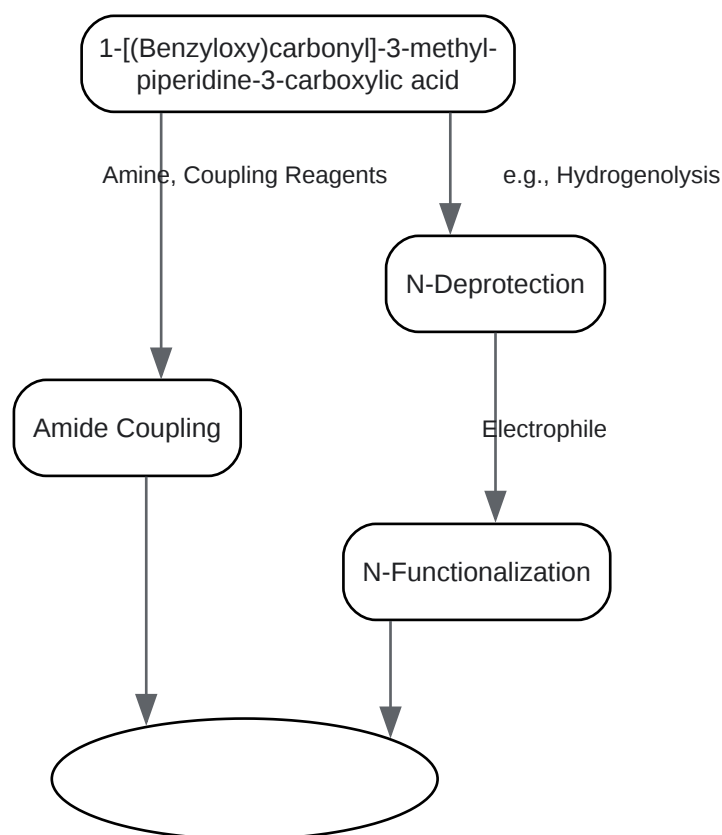 1-[(Benzyloxy)carbonyl]-3-methyl-
piperidine-3-carboxylic acid
Amine, Coupling Reagents
e.g., Hydrogenolysis
N-Deprotection
Amide Coupling
Electrophile
N-Functionalization